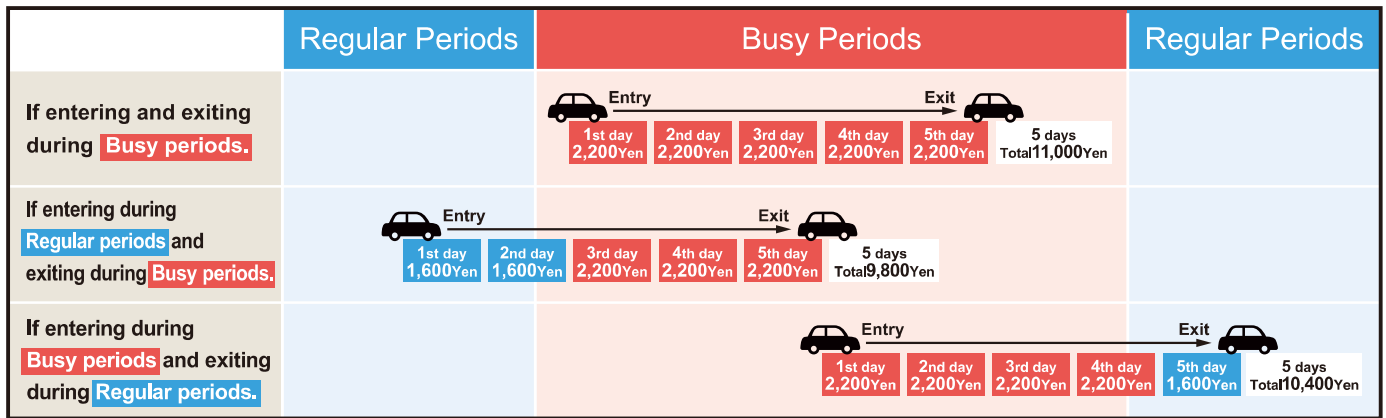 Regular Periods
Busy Periods
Regular Periods
If entering and exiting
during Busy periods.
Entry
Exit
1st day
2,200Yen
2nd day
2,200Yen
3rd day
2,200Yen
4th day
2,200Yen
5th day
2,200Yen
5 days
Total11,000Yen
If entering during
Regular periods and
exiting during Busy periods.
Entry
Exit
1st day
1,600Yen
2nd day
1,600Yen
3rd day
2,200Yen
4th day
2,200Yen
5th day
2,200Yen
5 days
Total9,800Yen
If entering during
Busy periods and exiting
during Regular periods.
Entry
Exit
1st day
2,200Yen
2nd day
2,200Yen
3rd day
2,200Yen
4th day
2,200Yen
5th day
1,600Yen
5 days
Total10,400Yen